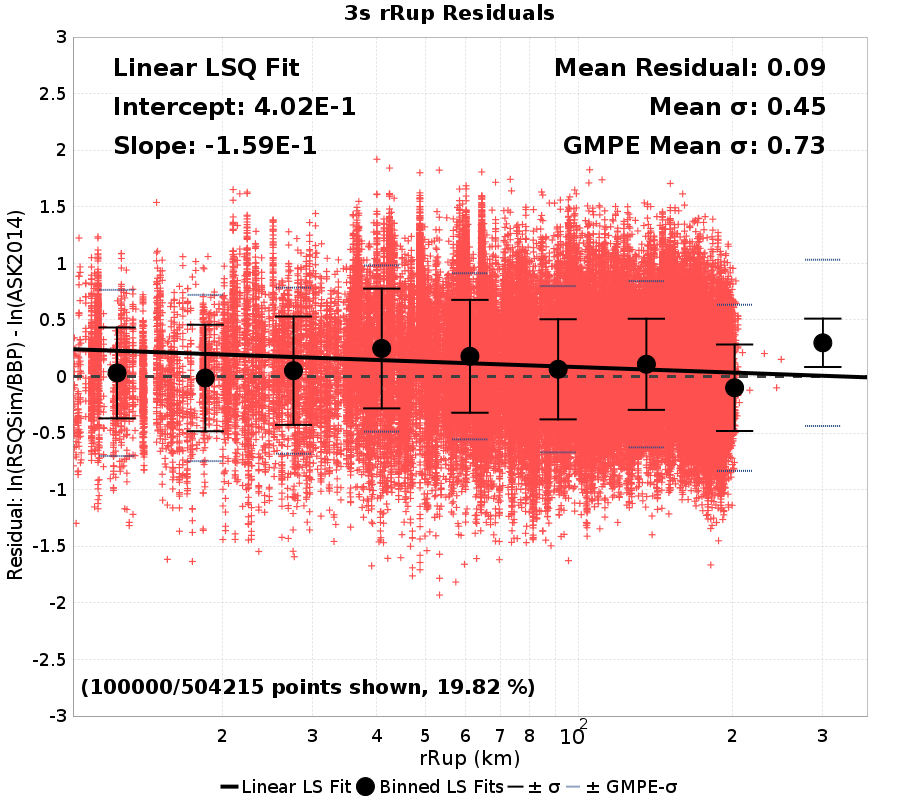 3s rRup Residuals
Linear LSQ Fit
Intercept: 4.02E-1
Slope: -1.59E-1
Mean Residual: 0.09
Mean σ: 0.45
GMPE Mean σ: 0.73
Residual: ln(RSQSim/BBP) - ln(ASK2014)
3
2.5
2
1.5
1
0.5
0
-0.5
-1
-1.5
-2
-2.5
-3
(100000/504215 points shown, 19.82 %)
2 3 4 5 6 7 8 10² 2 3
rRup (km)
Linear LS Fit Binned LS Fits ± σ ± GMPE-σ